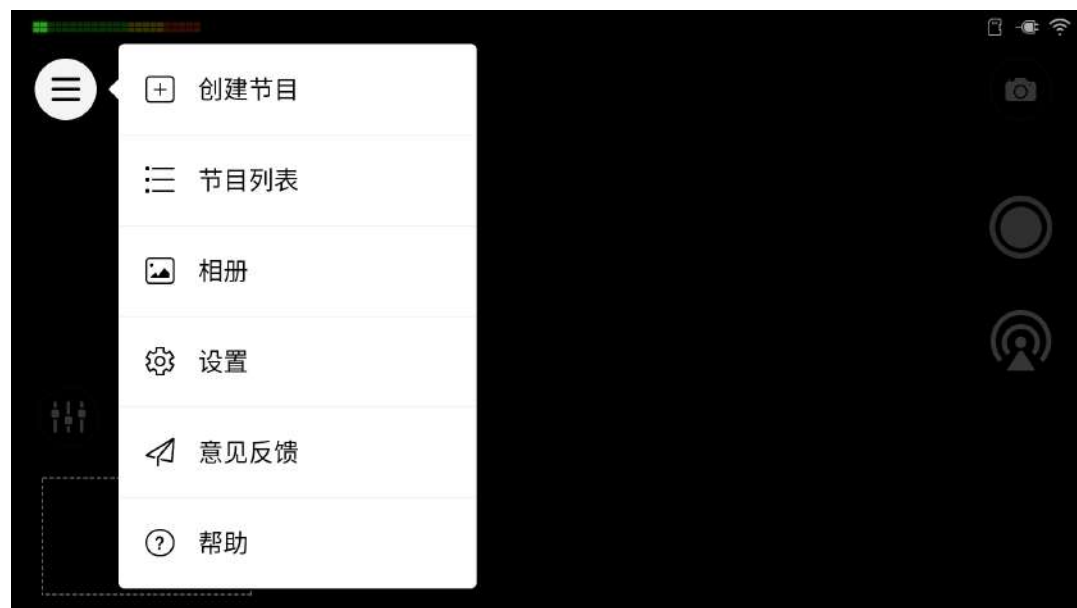 创建节目
节目列表
相册
设置
意见反馈
帮助